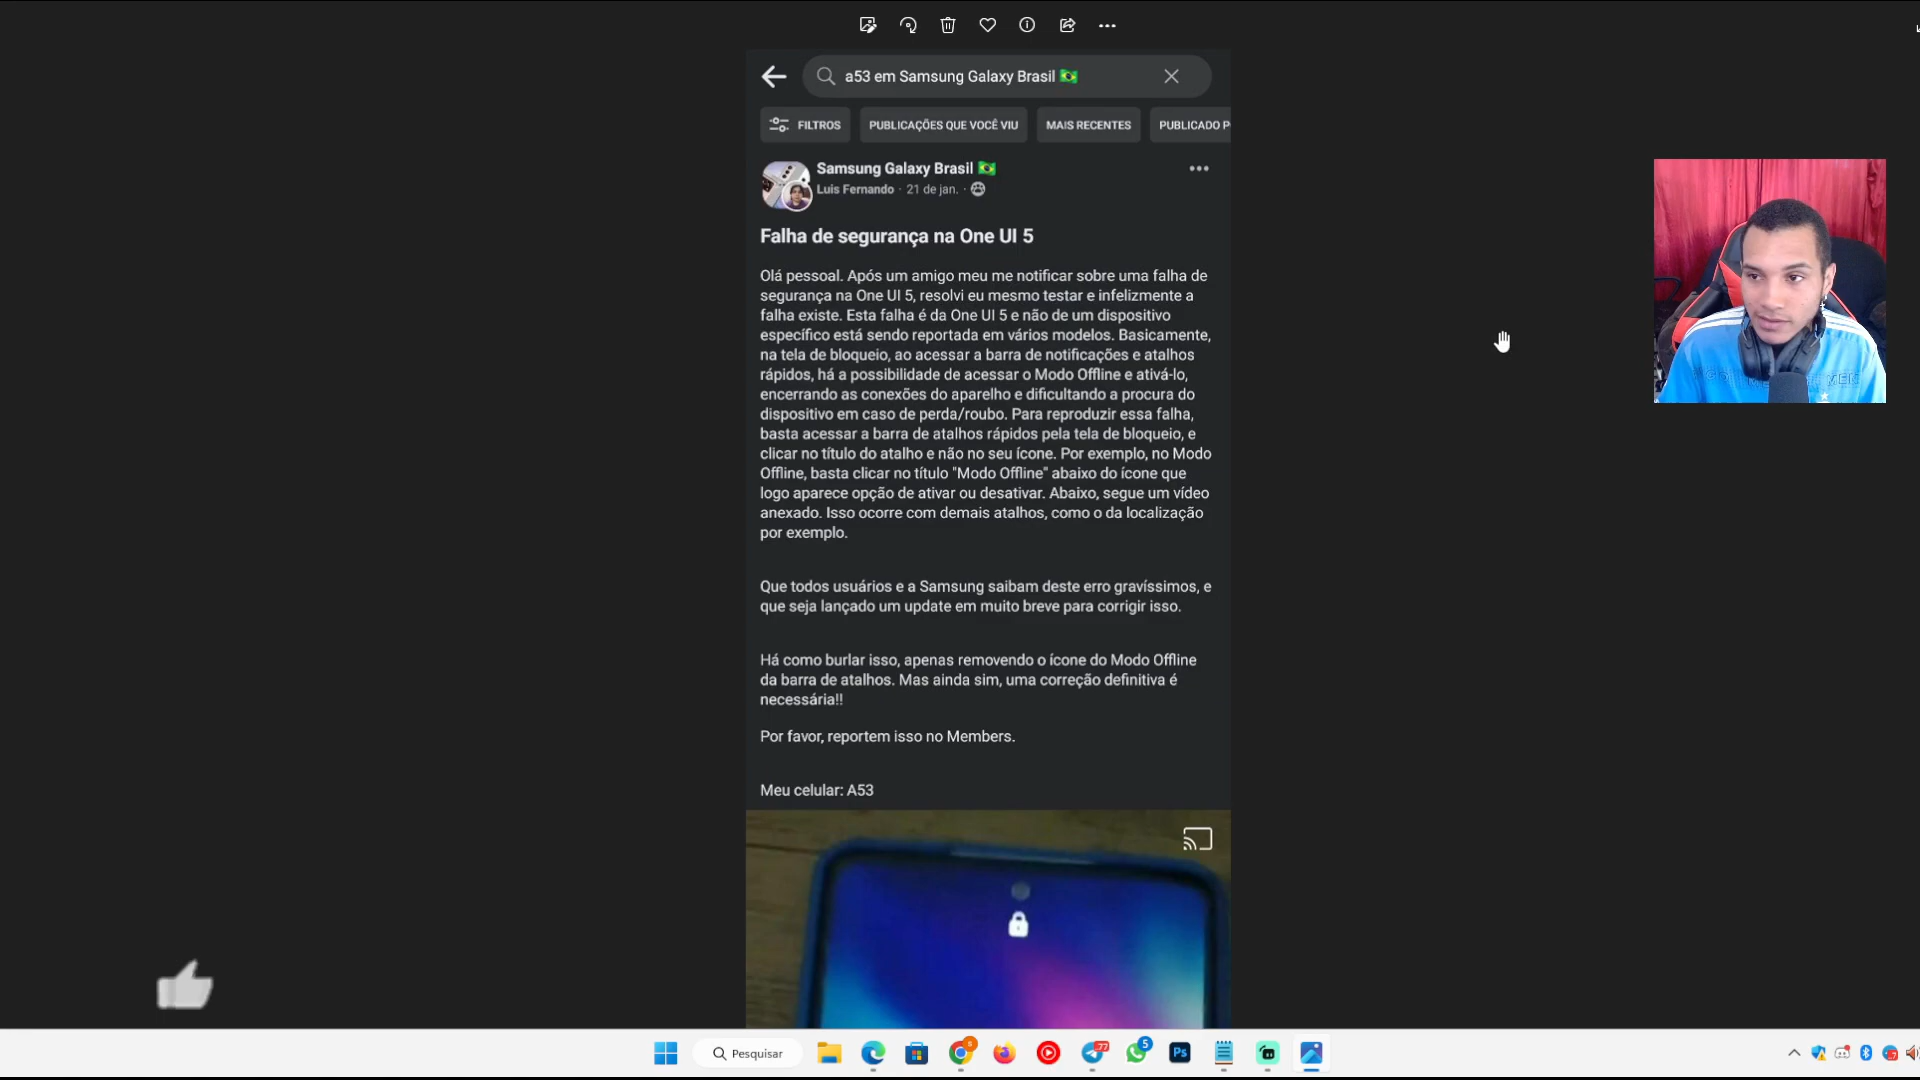 a53 em Samsung Galaxy Brasil 🇧🇷
FILTROS
PUBLICAÇÕES QUE VOCÊ VIU
MAIS RECENTES
PUBLICADO P
Samsung Galaxy Brasil 🇧🇷
Luis Fernando · 21 de jan. ·
Falha de segurança na One UI 5
Olá pessoal. Após um amigo meu me notificar sobre uma falha de
segurança na One UI 5, resolvi eu mesmo testar e infelizmente a
falha existe. Esta falha é da One UI 5 e não de um dispositivo
específico está sendo reportada em vários modelos. Basicamente,
na tela de bloqueio, ao acessar a barra de notificações e atalhos
rápidos, há a possibilidade de acessar o Modo Offline e ativá-lo,
encerrando as conexões do aparelho e dificultando a procura do
dispositivo em caso de perda/roubo. Para reproduzir essa falha,
basta acessar a barra de atalhos rápidos pela tela de bloqueio, e
clicar no título do atalho e não no seu ícone. Por exemplo, no Modo
Offline, basta clicar no título "Modo Offline" abaixo do ícone que
logo aparece opção de ativar ou desativar. Abaixo, segue um vídeo
anexado. Isso ocorre com demais atalhos, como o da localização
por exemplo.
Que todos usuários e a Samsung saibam deste erro gravíssimos, e
que seja lançado um update em muito breve para corrigir isso.
Há como burlar isso, apenas removendo o ícone do Modo Offline
da barra de atalhos. Mas ainda sim, uma correção definitiva é
necessária!!
Por favor, reportem isso no Members.
Meu celular: A53
Pesquisar
77
5
Ps